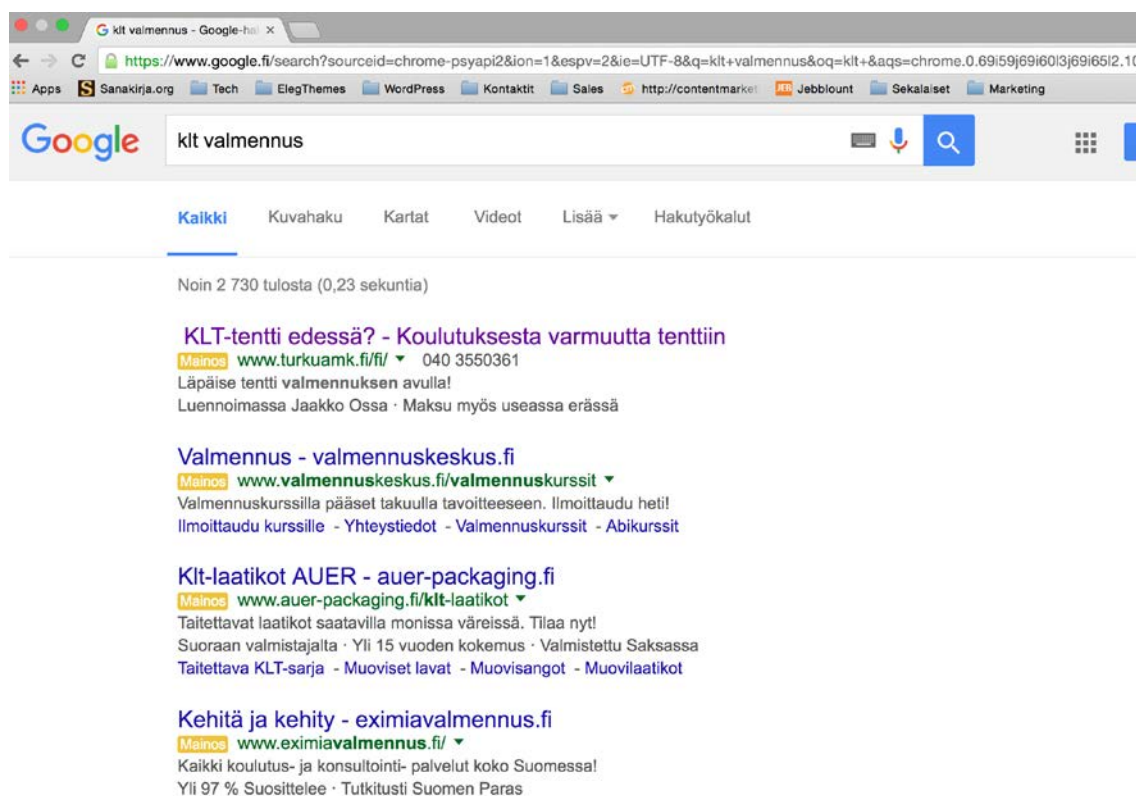 klt valmennus - Google-ha
https://www.google.fi/search?sourceid=chrome-psyapi2&ion=1&espv=2&ie=UTF-8&q=klt+valmennus&oq=klt+&aqs=chrome.0.69i59j69i60l3j69i65l2.10
Apps Sanakirja.org Tech ElegThemes WordPress Kontaktit Sales http://contentmarket Jebblount Sekalaiset Marketing
Google klt valmennus
Kaikki Kuvahaku Kartat Videot Lisää Hakutyökalut
Noin 2 730 tulosta (0,23 sekuntia)
KLT-tentti edessä? - Koulutuksesta varmuutta tenttiin
Mainos www.turkuamk.fi/fi/ 040 3550361
Läpäise tentti valmennuksen avulla!
Luennoimassa Jaakko Ossa · Maksu myös useassa erässä
Valmennus - valmennuskeskus.fi
Mainos www.valmennuskeskus.fi/valmennuskurssit
Valmennuskurssilla pääset takuulla tavoitteeseen. Ilmoittaudu heti!
Ilmoittaudu kurssille - Yhteystiedot - Valmennuskurssit - Abikurssit
Klt-laatikot AUER - auer-packaging.fi
Mainos www.auer-packaging.fi/klt-laatikot
Taitettavat laatikot saatavilla monissa väreissä. Tilaa nyt!
Suoraan valmistajalta · Yli 15 vuoden kokemus · Valmistettu Saksassa
Taitettava KLT-sarja - Muoviset lavat - Muovisangot - Muovilaatikot
Kehitä ja kehity - eximiavalmennus.fi
Mainos www.eximiavalmennus.fi/
Kaikki koulutus- ja konsultointi- palvelut koko Suomessa!
Yli 97 % Suosittelee · Tutkitusti Suomen Paras